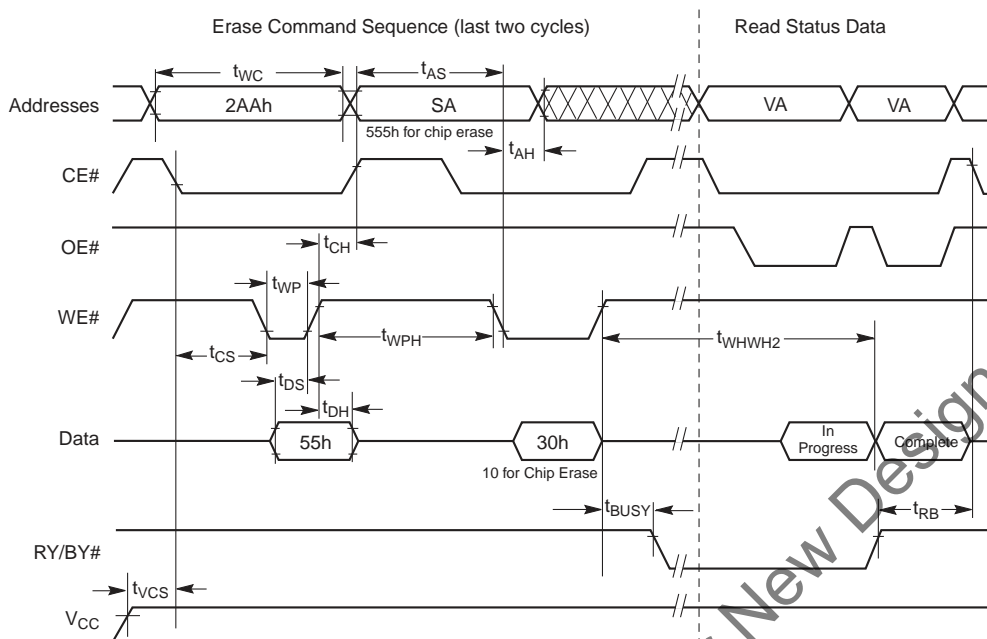 Erase Command Sequence (last two cycles)
Read Status Data
Addresses
tWC
tAS
2AAh
SA
VA
VA
555h for chip erase
tAH
CE#
OE#
tCH
tWP
WE#
tWPH
tWHWH2
tCS
tDS
tDH
Data
55h
30h
In
Progress
Complete
10 for Chip Erase
tBUSY
tRB
RY/BY#
tVCS
VCC
New Design